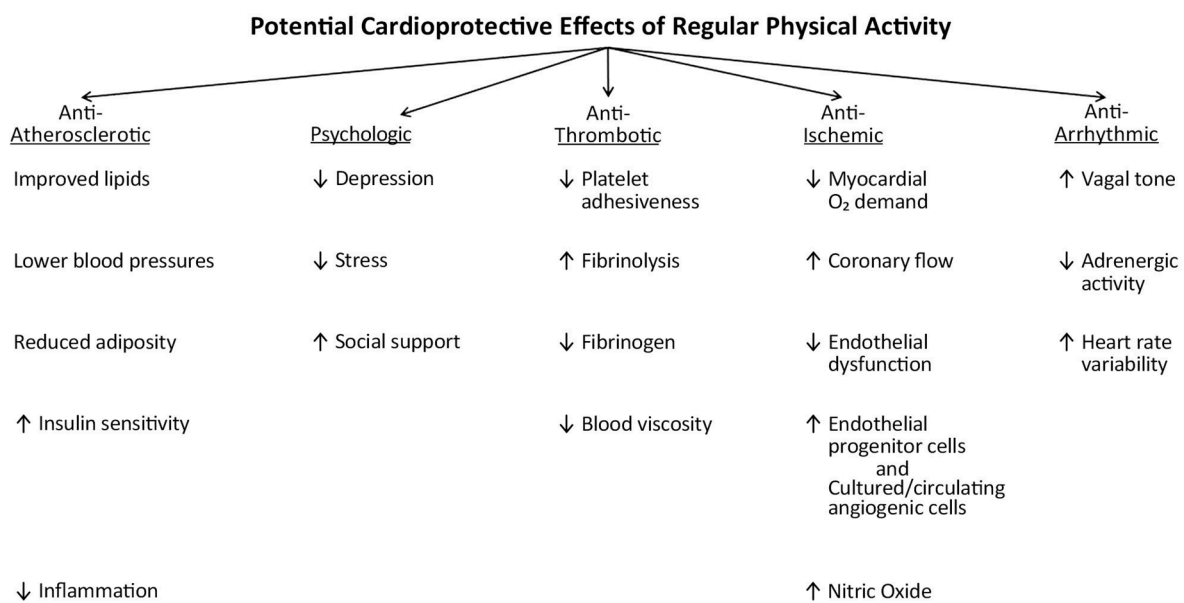 Potential Cardioprotective Effects of Regular Physical Activity
Anti-
Atherosclerotic
Improved lipids
Lower blood pressures
Reduced adiposity
↑ Insulin sensitivity
↓ Inflammation
Psychologic
↓ Depression
↓ Stress
↑ Social support
Anti-
Thrombotic
↓ Platelet
adhesiveness
↑ Fibrinolysis
↓ Fibrinogen
↓ Blood viscosity
Anti-
Ischemic
↓ Myocardial
O₂ demand
↑ Coronary flow
↓ Endothelial
dysfunction
↑ Endothelial
progenitor cells
and
Cultured/circulating
angiogenic cells
↑ Nitric Oxide
Anti-
Arrhythmic
↑ Vagal tone
↓ Adrenergic
activity
↑ Heart rate
variability